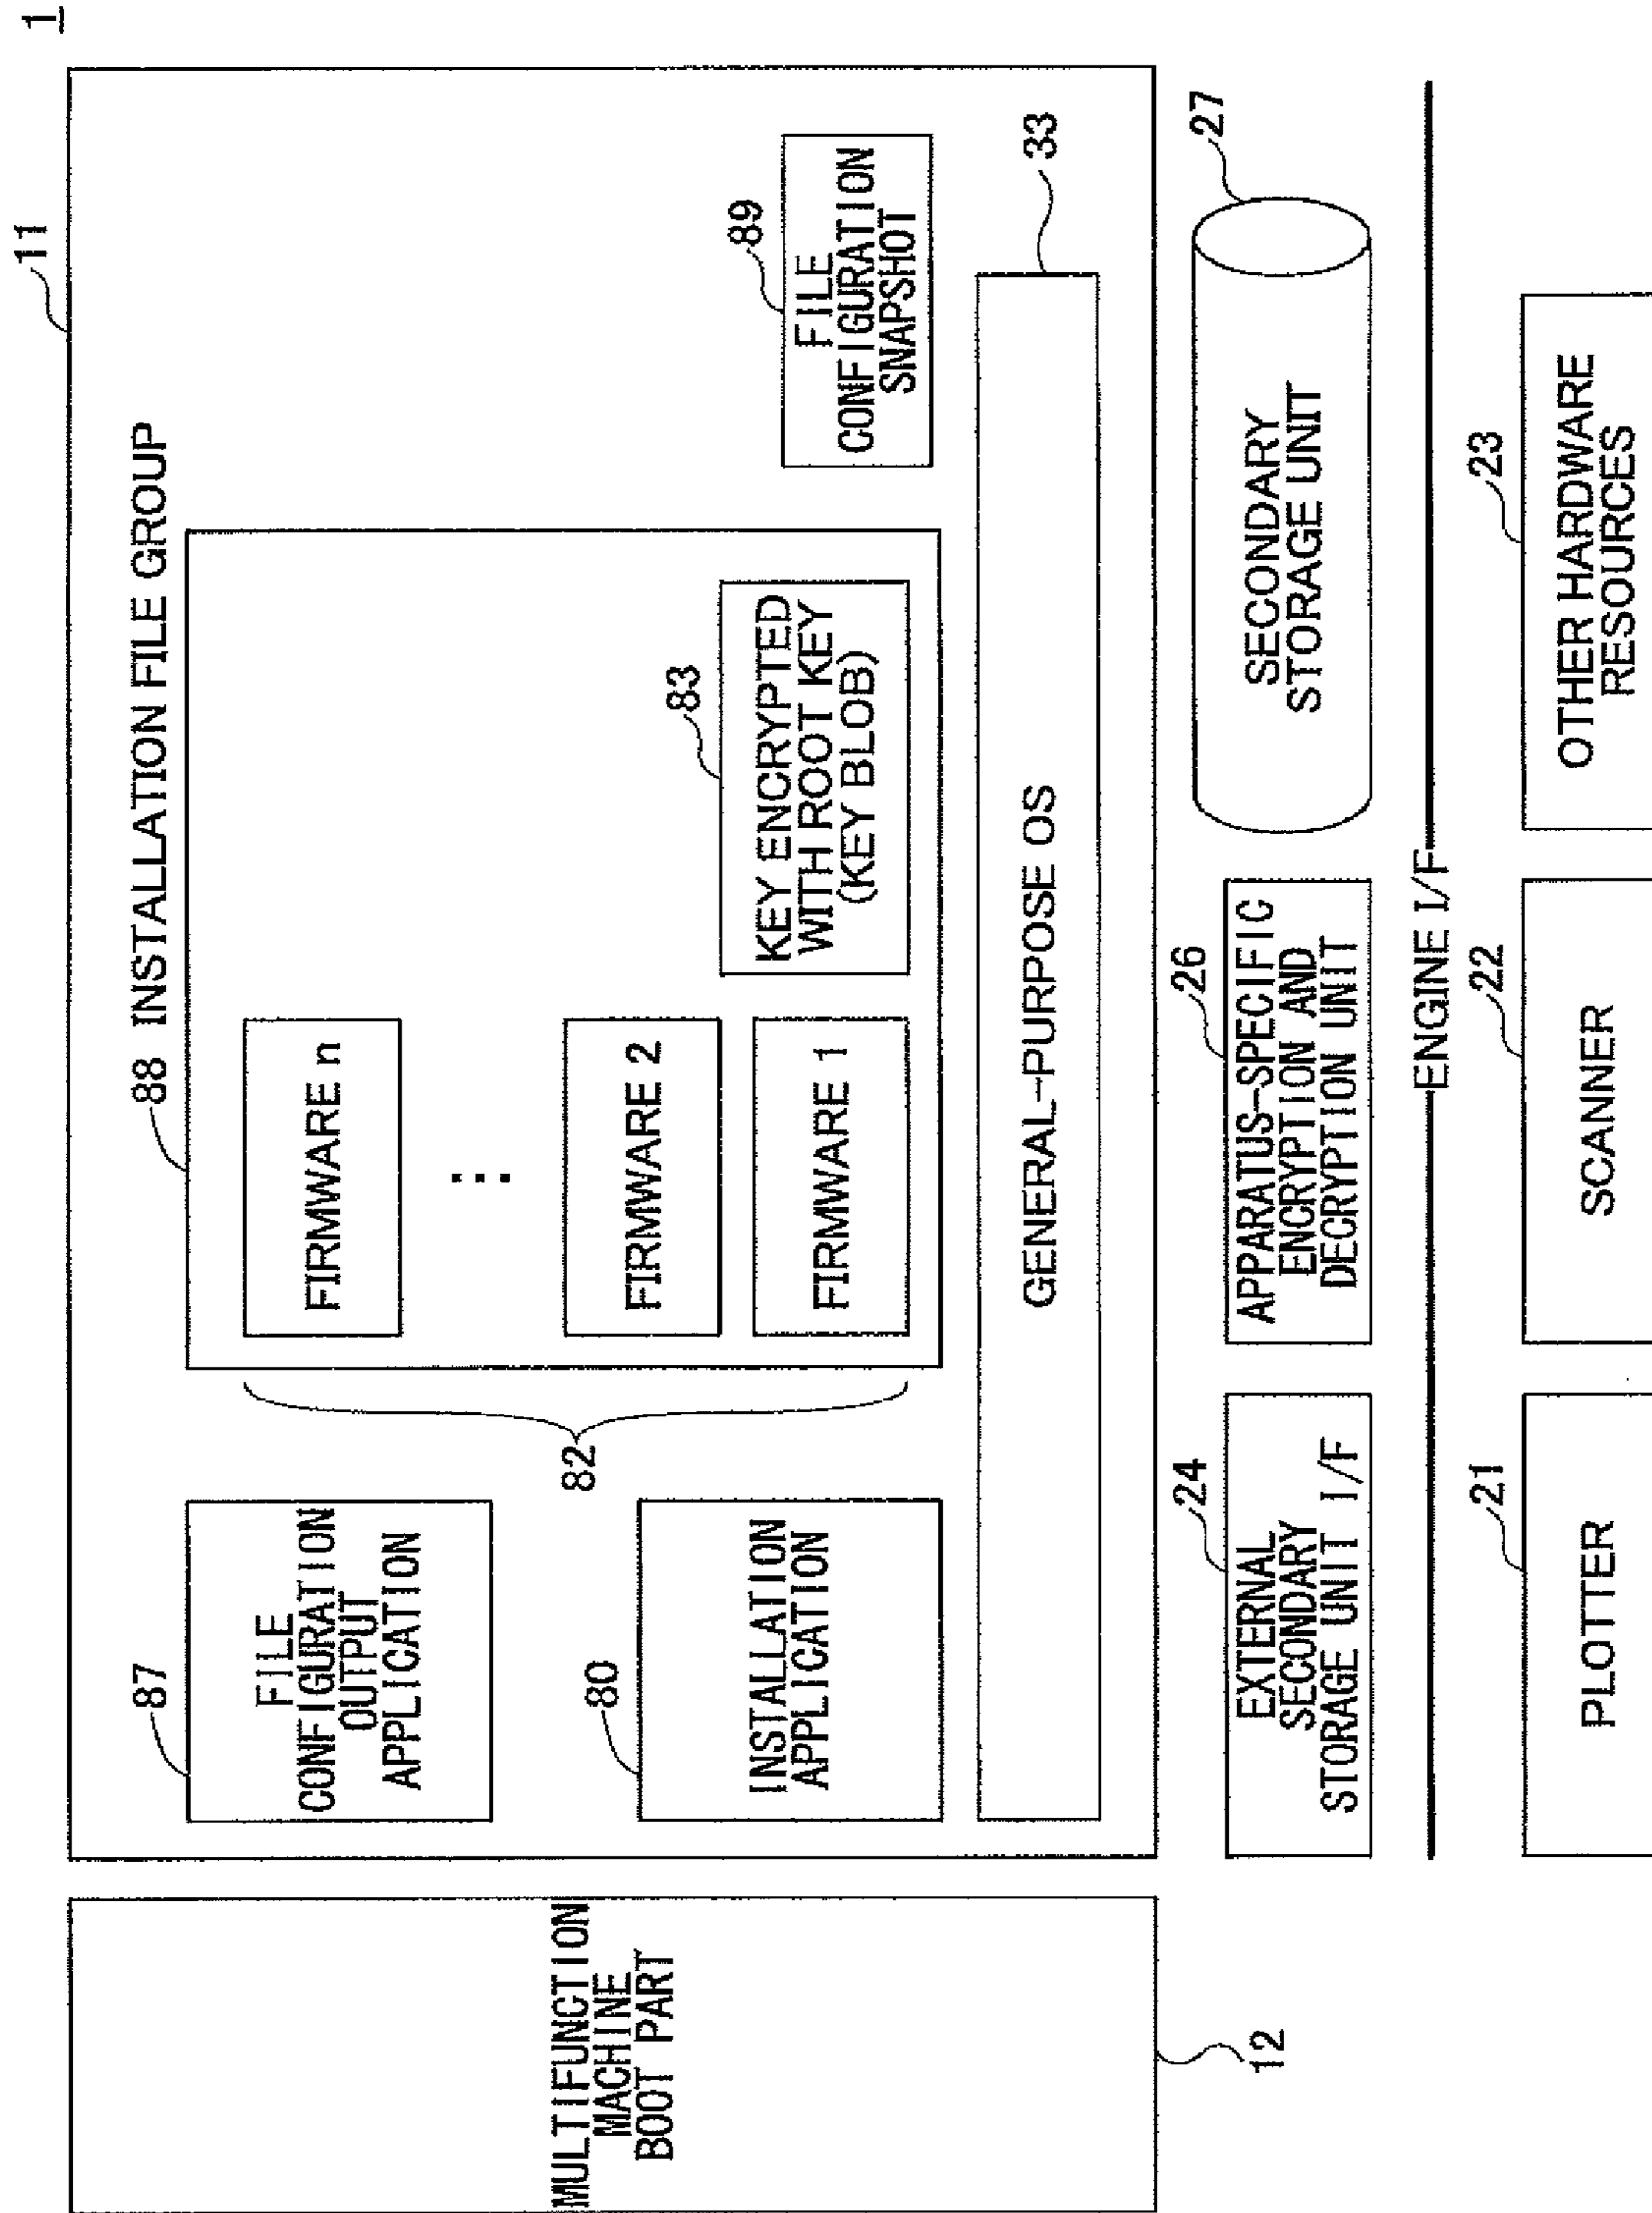 1
11
MULTIFUNCTION
MACHINE
BOOT PART
12
87
FILE
CONFIGURATION
OUTPUT
APPLICATION
80
INSTALLATION
APPLICATION
82
88 INSTALLATION FILE GROUP
FIRMWARE n
...
FIRMWARE 2
FIRMWARE 1
83
KEY ENCRYPTED
WITH ROOT KEY
(KEY BLOB)
89
FILE
CONFIGURATION
SNAPSHOT
GENERAL-PURPOSE OS
33
24
EXTERNAL
SECONDARY
STORAGE UNIT I/F
26
APPARATUS-SPECIFIC
ENCRYPTION AND
DECRYPTION UNIT
27
SECONDARY
STORAGE UNIT
ENGINE I/F
21
PLOTTER
22
SCANNER
23
OTHER HARDWARE
RESOURCES